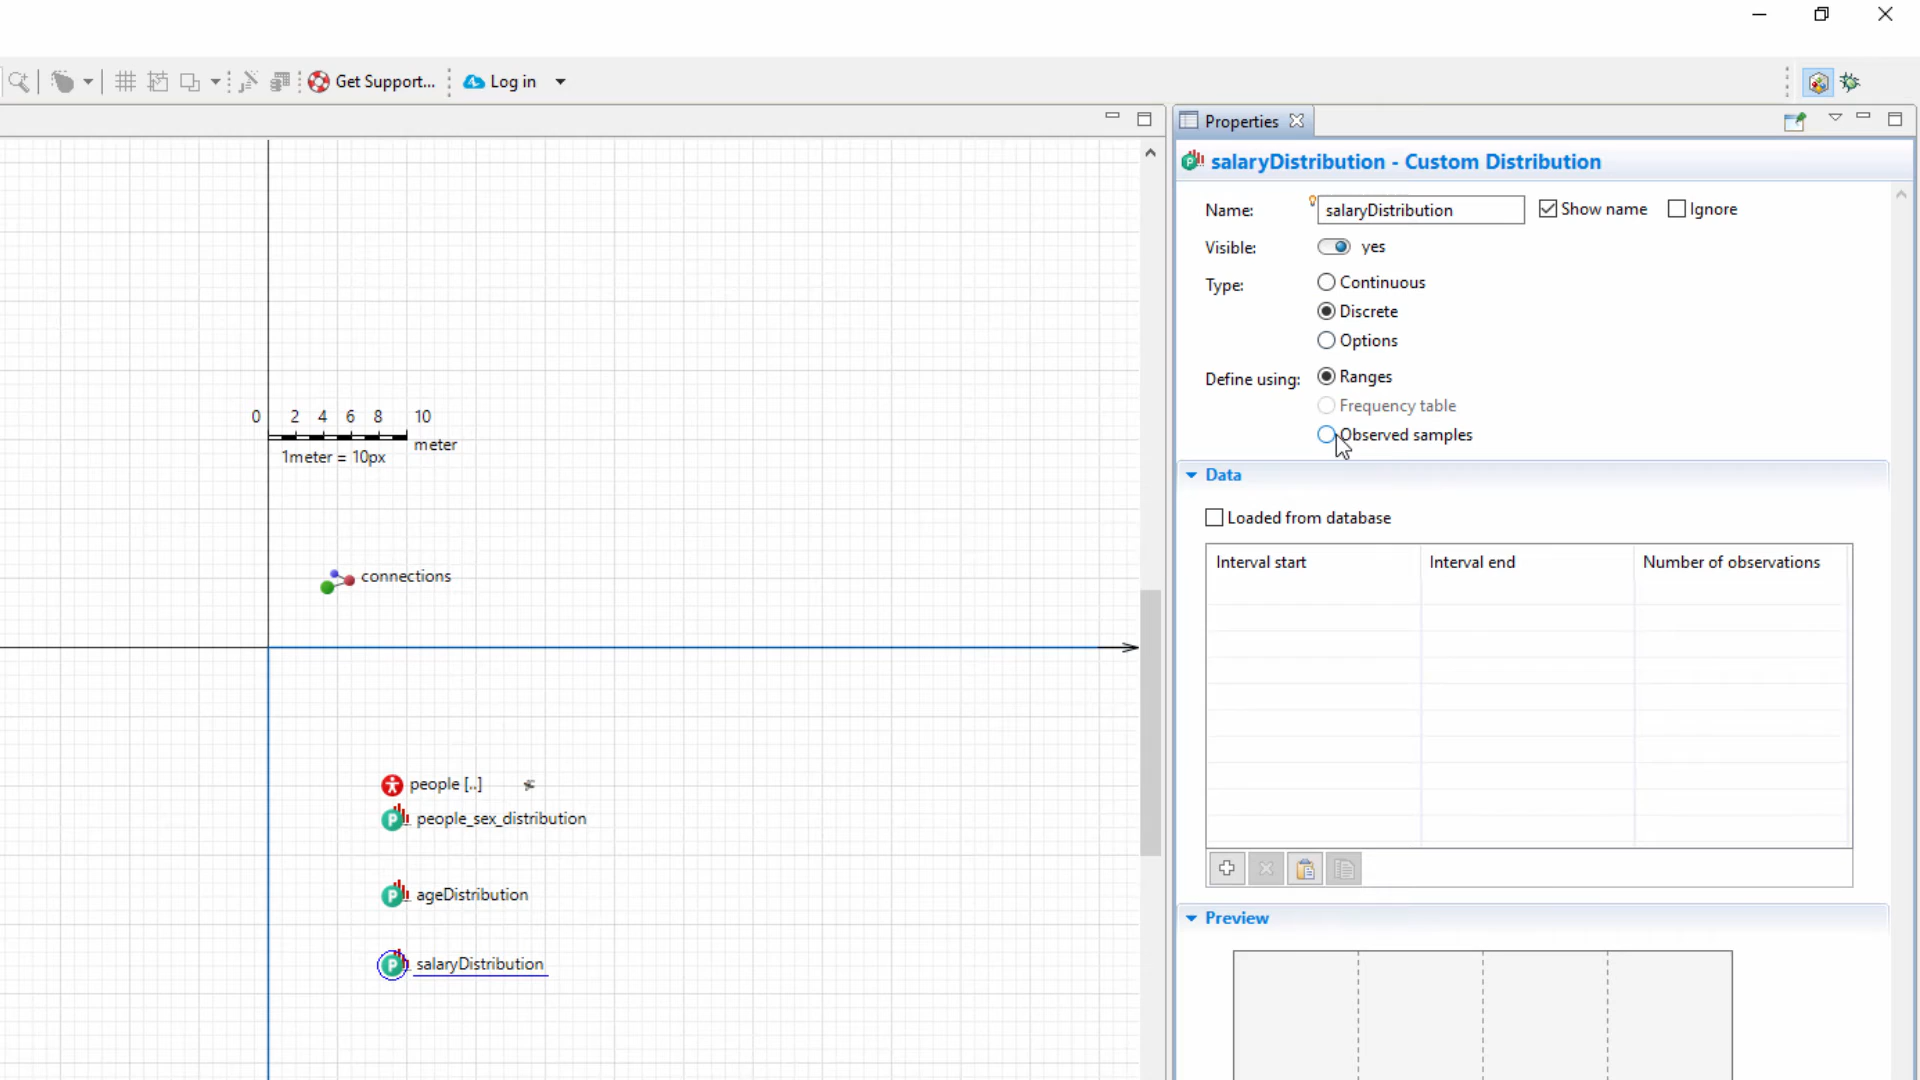 Get Support...
Log in
Properties
salaryDistribution - Custom Distribution
Name: salaryDistribution Show name Ignore
Visible: yes
Type: Continuous
Discrete
Options
Define using: Ranges
Frequency table
Observed samples
Data
Loaded from database
Interval start Interval end Number of observations
Preview
0 2 4 6 8 10
meter
1meter = 10px
connections
people [..]
people_sex_distribution
ageDistribution
salaryDistribution